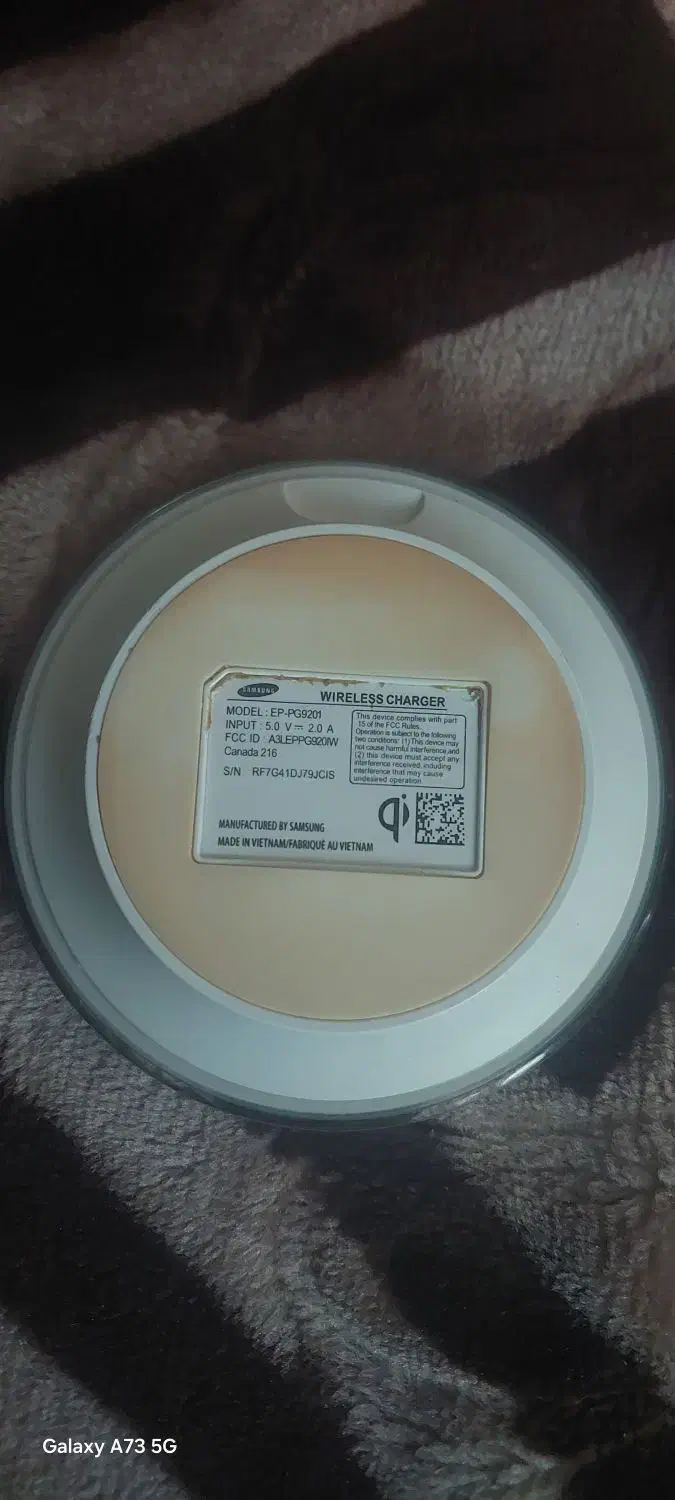 SAMSUNG
WIRELESS CHARGER
MODEL : EP-PG9201
INPUT : 5.0 V ⎓ 2.0 A
FCC ID : A3LEPPG920IW
Canada 216
S/N RF7G41DJ79JCIS
This device complies with part
15 of the FCC Rules.
Operation is subject to the following
two conditions: (1) This device may
not cause harmful interference,and
(2) this device must accept any
interference received, including
interference that may cause
undesired operation.
qi
MANUFACTURED BY SAMSUNG
MADE IN VIETNAM/FABRIQUÉ AU VIETNAM
Galaxy A73 5G